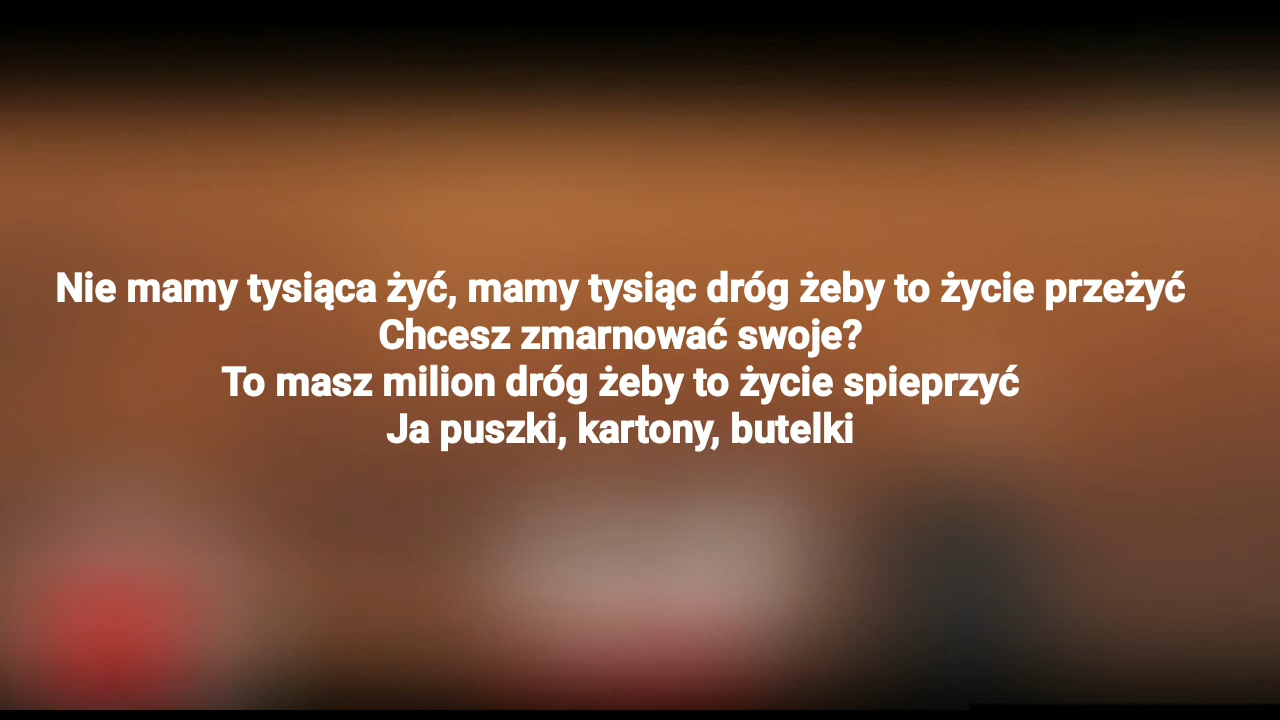 Nie mamy tysiąca żyć, mamy tysiąc dróg żeby to życie przeżyć
Chcesz zmarnować swoje?
To masz milion dróg żeby to życie spieprzyć
Ja puszki, kartony, butelki